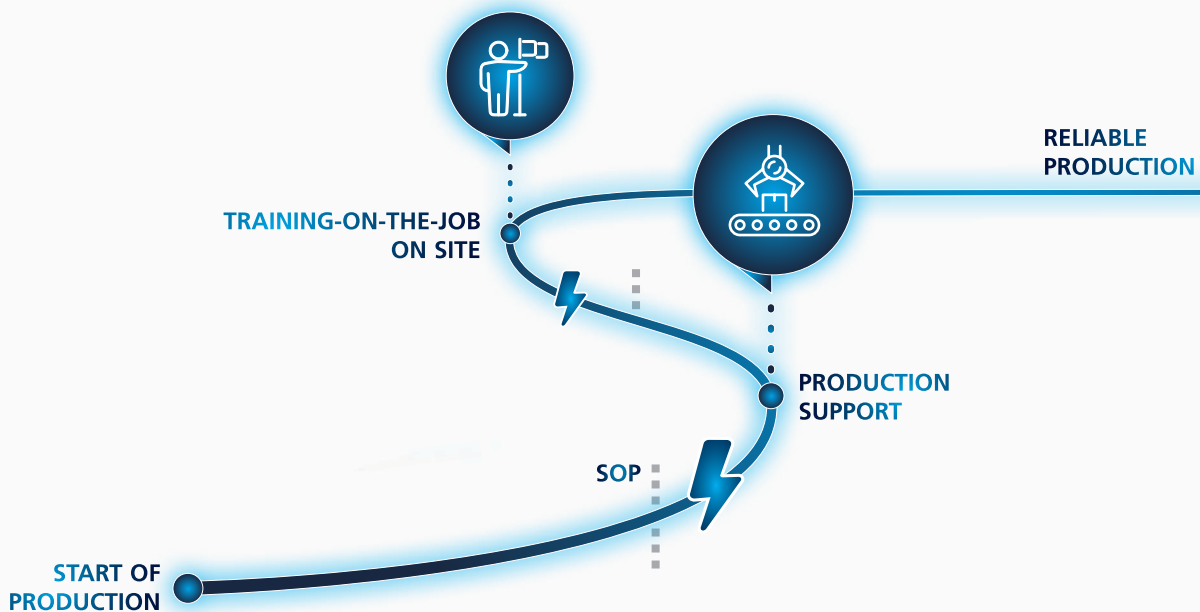 RELIABLE
PRODUCTION
TRAINING-ON-THE-JOB
ON SITE
PRODUCTION
SUPPORT
SOP
START OF
PRODUCTION